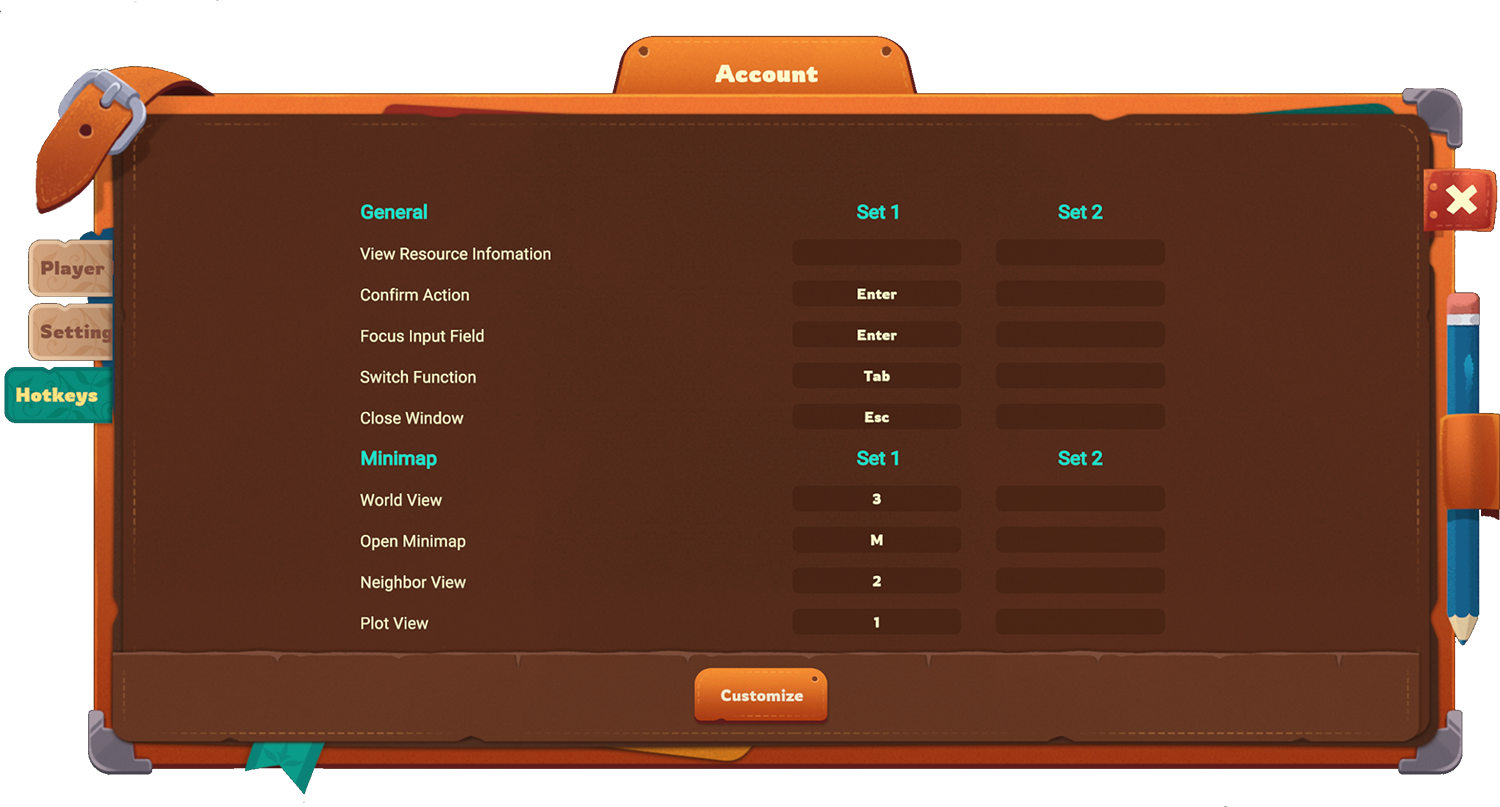 Account
General Set 1 Set 2
View Resource Infomation
Player
Confirm Action Enter
Setting
Focus Input Field Enter
Switch Function Tab
Hotkeys
Close Window Esc
Minimap Set 1 Set 2
World View 3
Open Minimap M
Neighbor View 2
Plot View 1
Customize